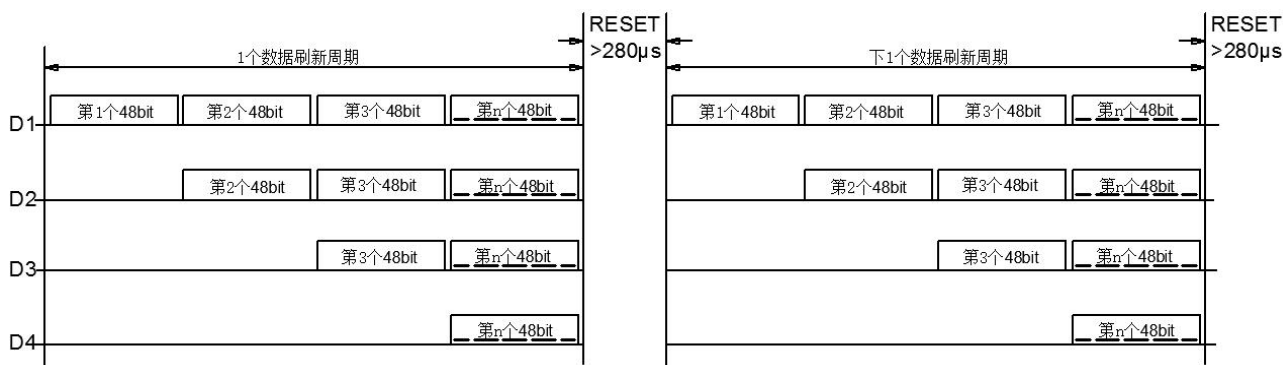 RESET
>280μs
RESET
>280μs
1个数据刷新周期
下1个数据刷新周期
D1 第1个48bit 第2个48bit 第3个48bit 第n个48bit 第1个48bit 第2个48bit 第3个48bit 第n个48bit
D2 第2个48bit 第3个48bit 第n个48bit 第2个48bit 第3个48bit 第n个48bit
D3 第3个48bit 第n个48bit 第3个48bit 第n个48bit
D4 第n个48bit 第n个48bit